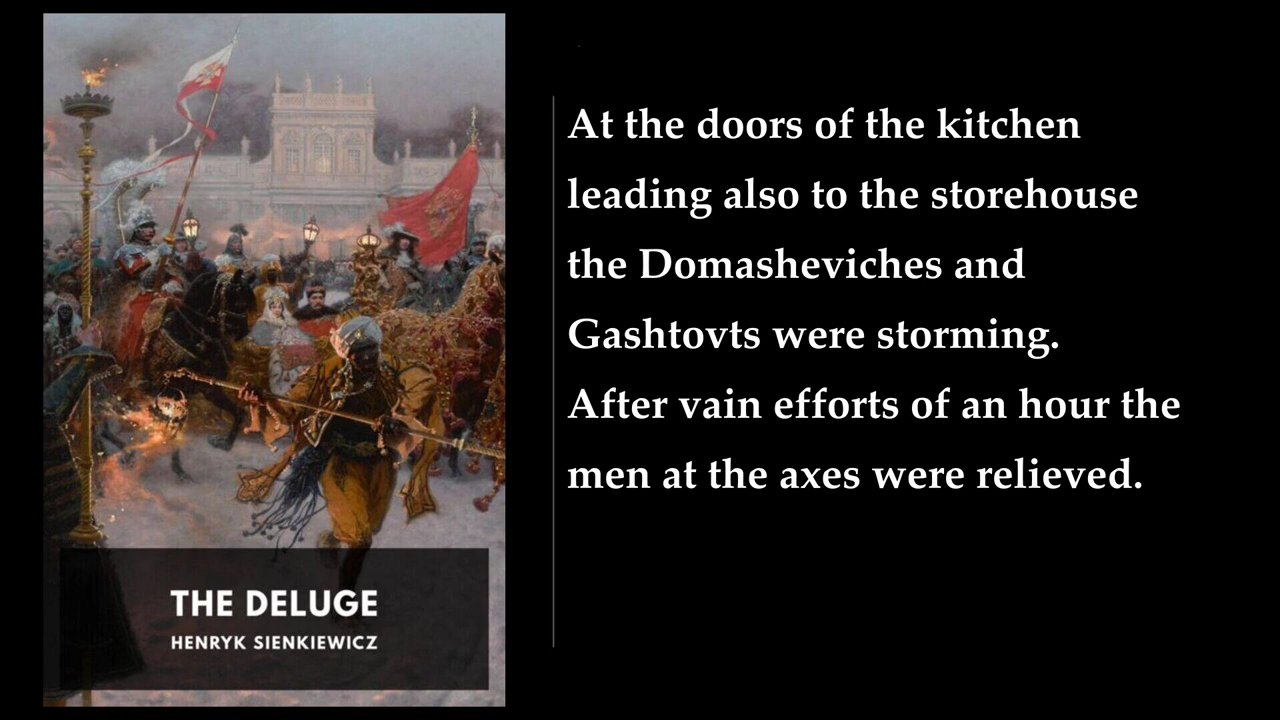 At the doors of the kitchen
leading also to the storehouse
the Domasheviches and
Gashtovts were storming.
After vain efforts of an hour the
men at the axes were relieved.
THE DELUGE
HENRYK SIENKIEWICZ